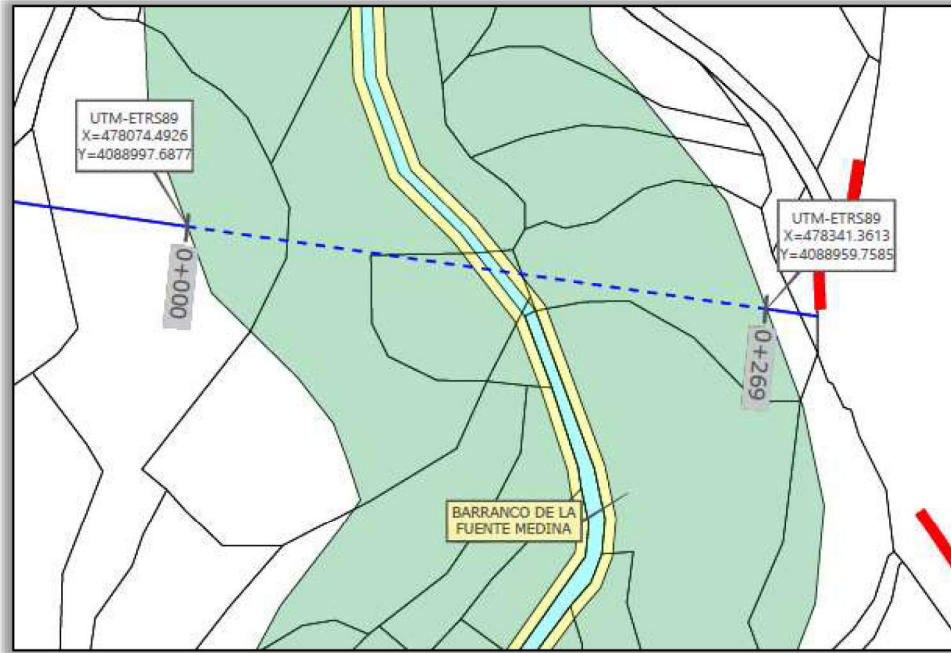 UTM-ETRS89
X=478074.4926
Y=4088997.6877
UTM-ETRS89
X=478341.3613
Y=4088959.7585
0+000
0+269
BARRANCO DE LA
FUENTE MEDINA